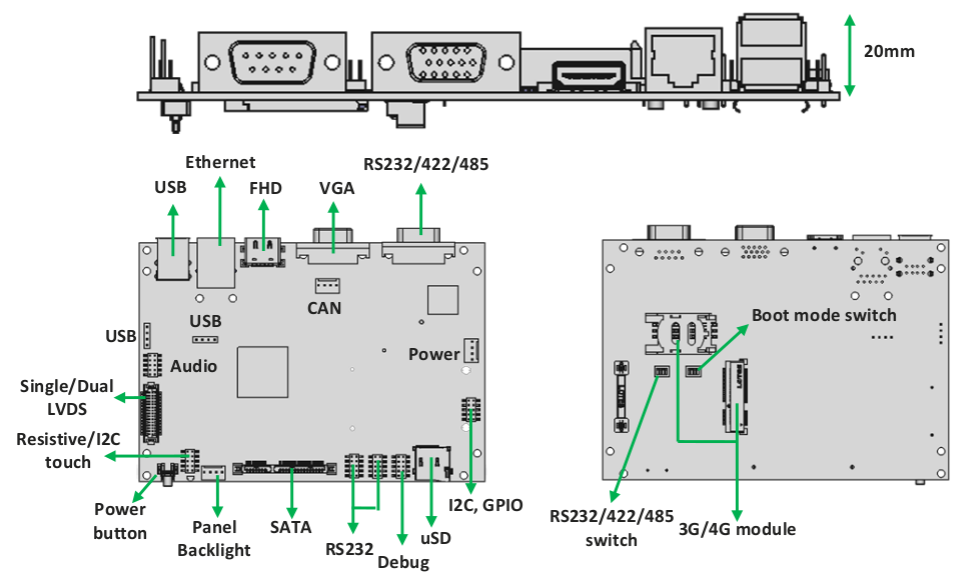 20mm
Ethernet
RS232/422/485
USB
FHD
VGA
CAN
USB
USB
Audio
Power
Single/Dual
LVDS
Resistive/I2C
touch
Power
button
Panel
Backlight
SATA
RS232
Debug
uSD
I2C, GPIO
Boot mode switch
RS232/422/485
switch
3G/4G module